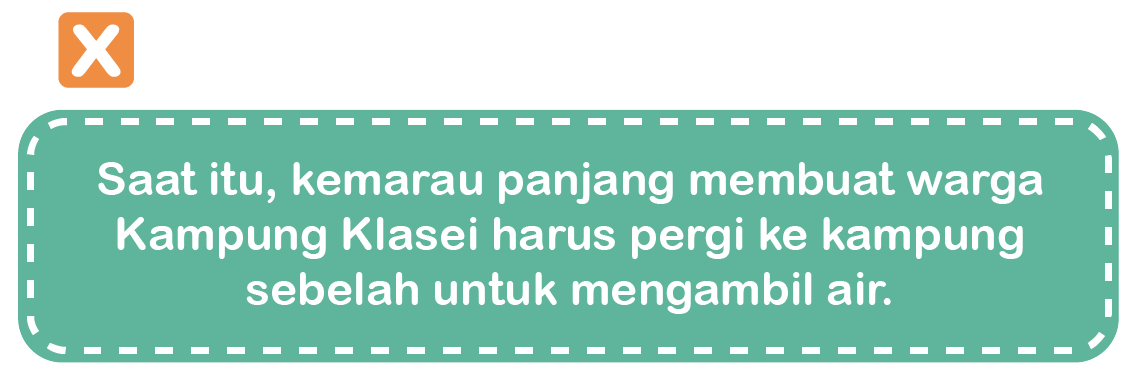 X
Saat itu, kemarau panjang membuat warga
Kampung Klasei harus pergi ke kampung
sebelah untuk mengambil air.